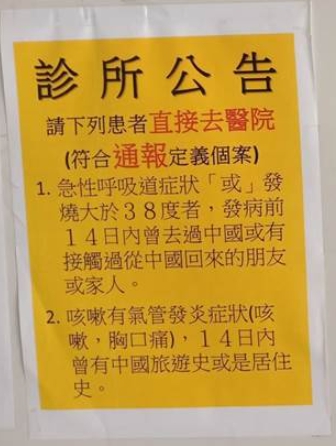 診所公告
請下列患者直接去醫院
(符合通報定義個案)
1. 急性呼吸道症狀「或」發
燒大於38度者，發病前
14日內曾去過中國或有
接觸過從中國回來的朋友
或家人。
2. 咳嗽有氣管發炎症狀(咳
嗽，胸口痛)，14日內
曾有中國旅遊史或是居住
史。